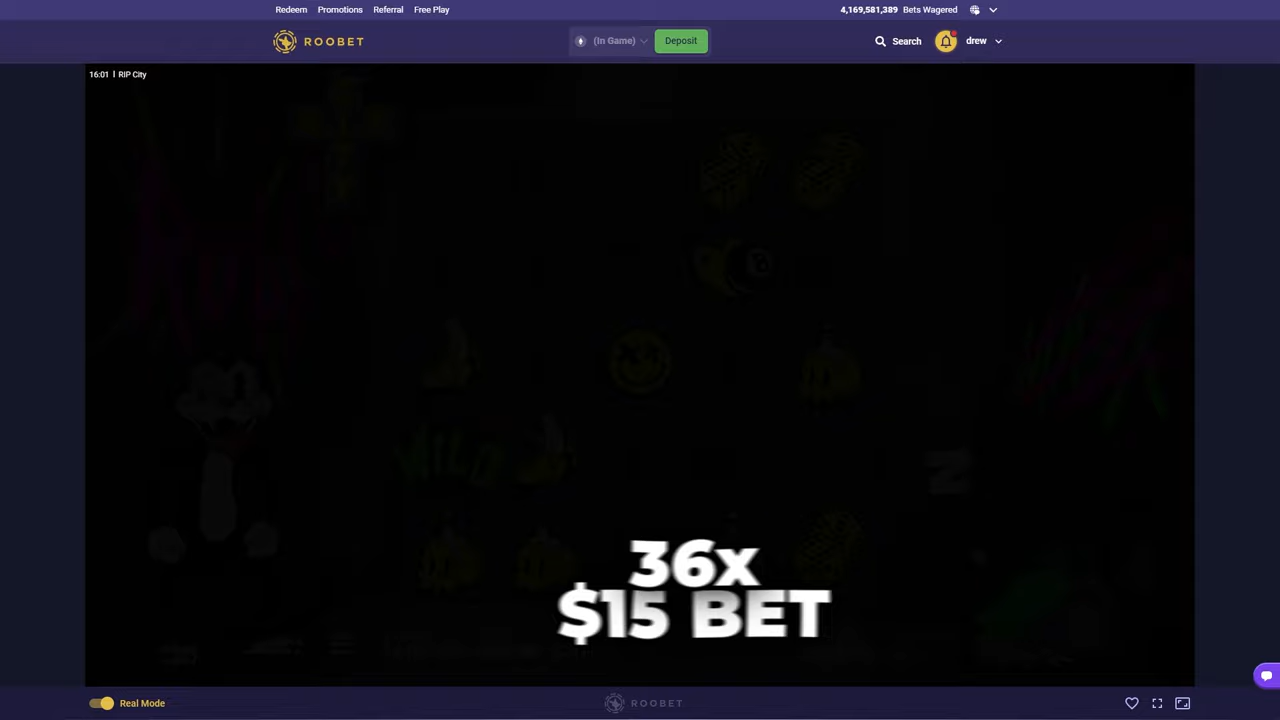 Redeem Promotions Referral Free Play 4,169,581,389 Bets Wagered
ROOBET (In Game) Deposit Search drew
16:01 | RIP City
WILD
Z
36x
$15 BET
Real Mode ROOBET